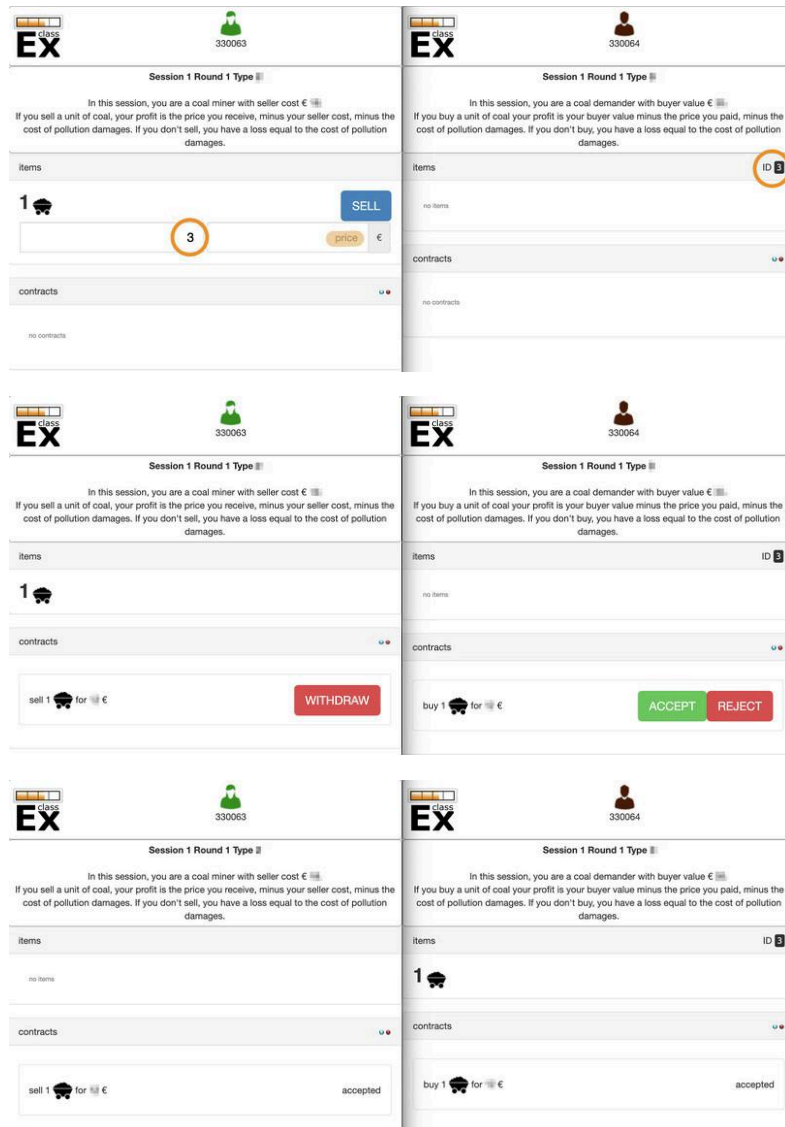 class
Ex
330063
Session 1 Round 1 Type
In this session, you are a coal miner with seller cost €
If you sell a unit of coal, your profit is the price you receive, minus your seller cost, minus the
cost of pollution damages. If you don't sell, you have a loss equal to the cost of pollution
damages.
items
1
SELL
3
price
€
contracts
no contracts
class
Ex
330064
Session 1 Round 1 Type
In this session, you are a coal demander with buyer value €
If you buy a unit of coal your profit is your buyer value minus the price you paid, minus the
cost of pollution damages. If you don't buy, you have a loss equal to the cost of pollution
damages.
items
ID 3
no items
contracts
no contracts
class
Ex
330063
Session 1 Round 1 Type
In this session, you are a coal miner with seller cost €
If you sell a unit of coal, your profit is the price you receive, minus your seller cost, minus the
cost of pollution damages. If you don't sell, you have a loss equal to the cost of pollution
damages.
items
1
contracts
sell 1 for €
WITHDRAW
class
Ex
330064
Session 1 Round 1 Type
In this session, you are a coal demander with buyer value €
If you buy a unit of coal your profit is your buyer value minus the price you paid, minus the
cost of pollution damages. If you don't buy, you have a loss equal to the cost of pollution
damages.
items
ID 3
no items
contracts
buy 1 for €
ACCEPT
REJECT
class
Ex
330063
Session 1 Round 1 Type
In this session, you are a coal miner with seller cost €
If you sell a unit of coal, your profit is the price you receive, minus your seller cost, minus the
cost of pollution damages. If you don't sell, you have a loss equal to the cost of pollution
damages.
items
no items
contracts
sell 1 for €
accepted
class
Ex
330064
Session 1 Round 1 Type
In this session, you are a coal demander with buyer value €
If you buy a unit of coal your profit is your buyer value minus the price you paid, minus the
cost of pollution damages. If you don't buy, you have a loss equal to the cost of pollution
damages.
items
ID 3
1
contracts
buy 1 for €
accepted